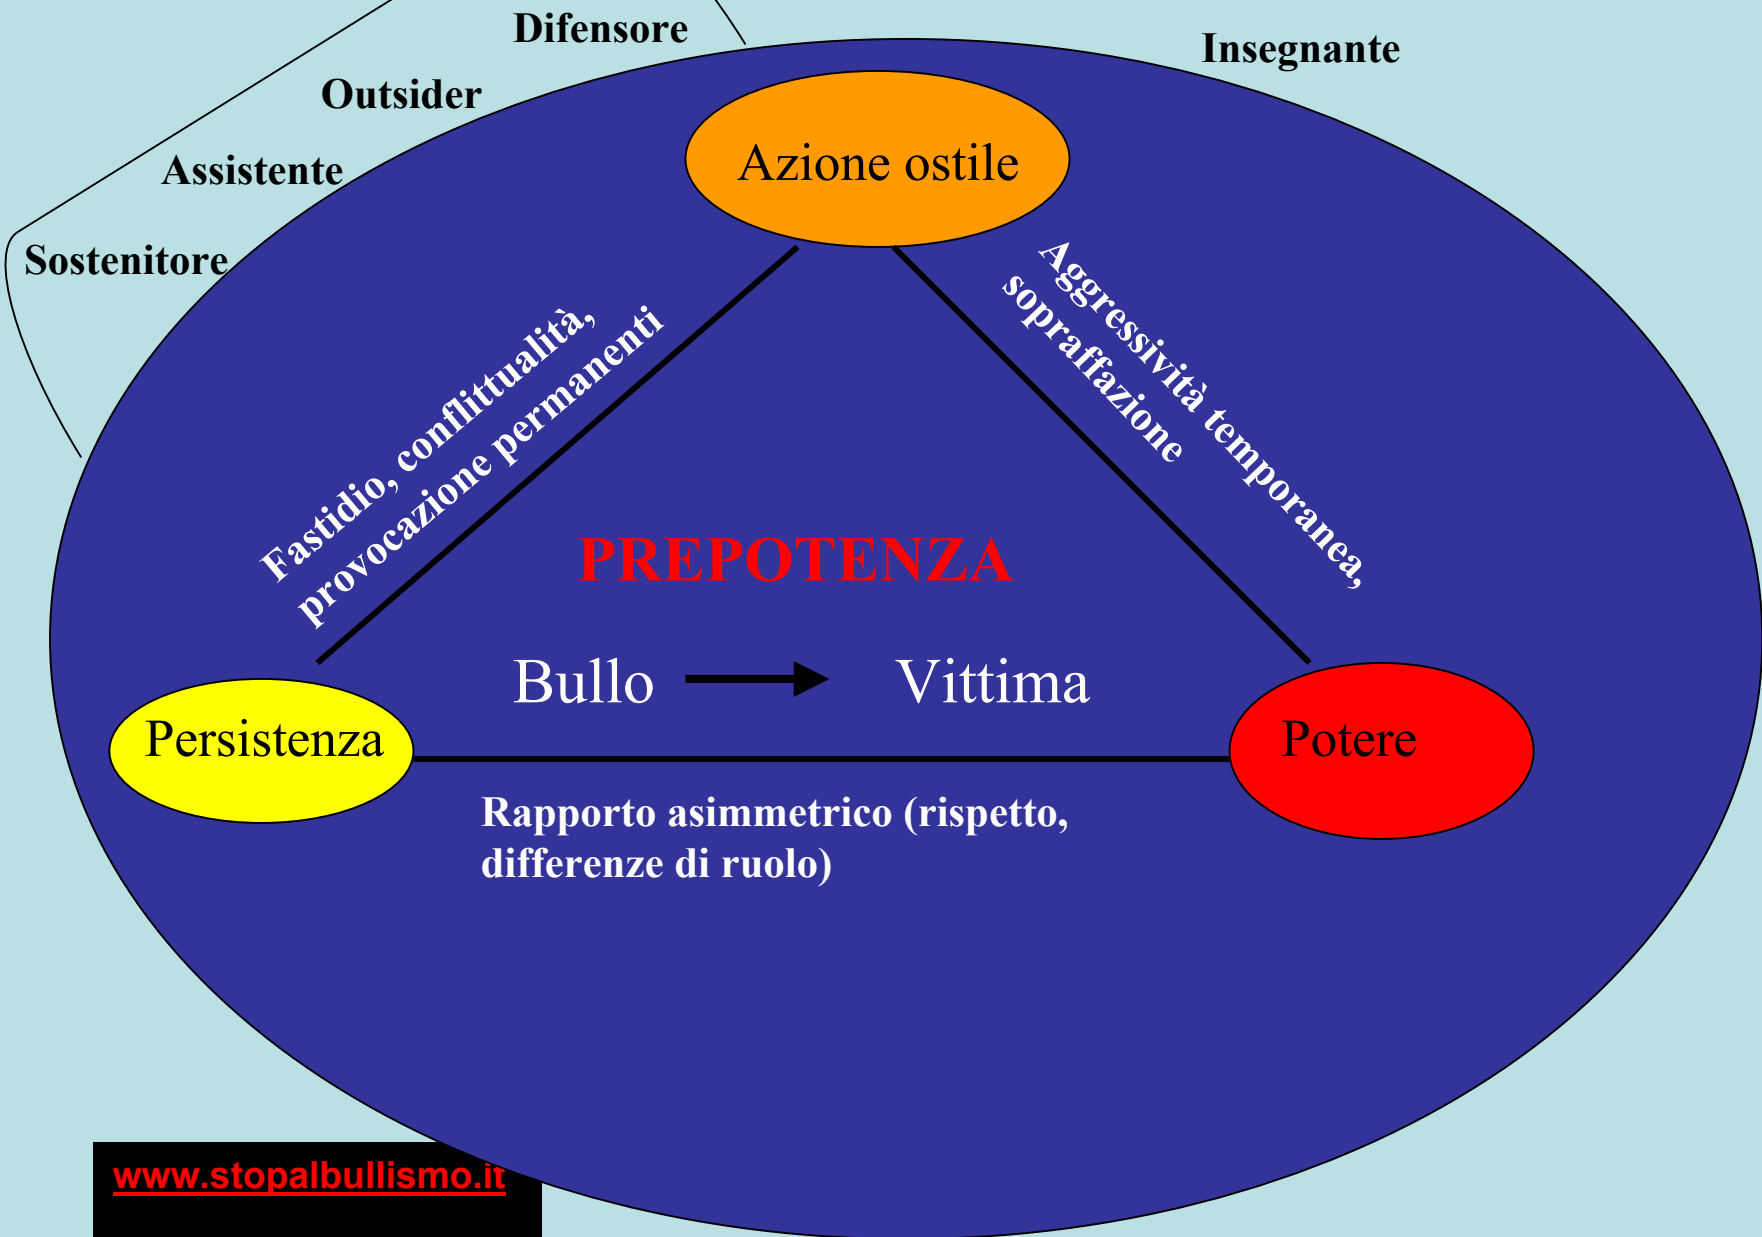 Difensore
Insegnante
Outsider
Assistente
Sostenitore
Azione ostile
Fastidio, conflittualità,
provocazione permanenti
Aggressività temporanea,
sopraffazione
PREPOTENZA
Bullo
Vittima
Persistenza
Potere
Rapporto asimmetrico (rispetto,
differenze di ruolo)
www.stopalbullismo.it